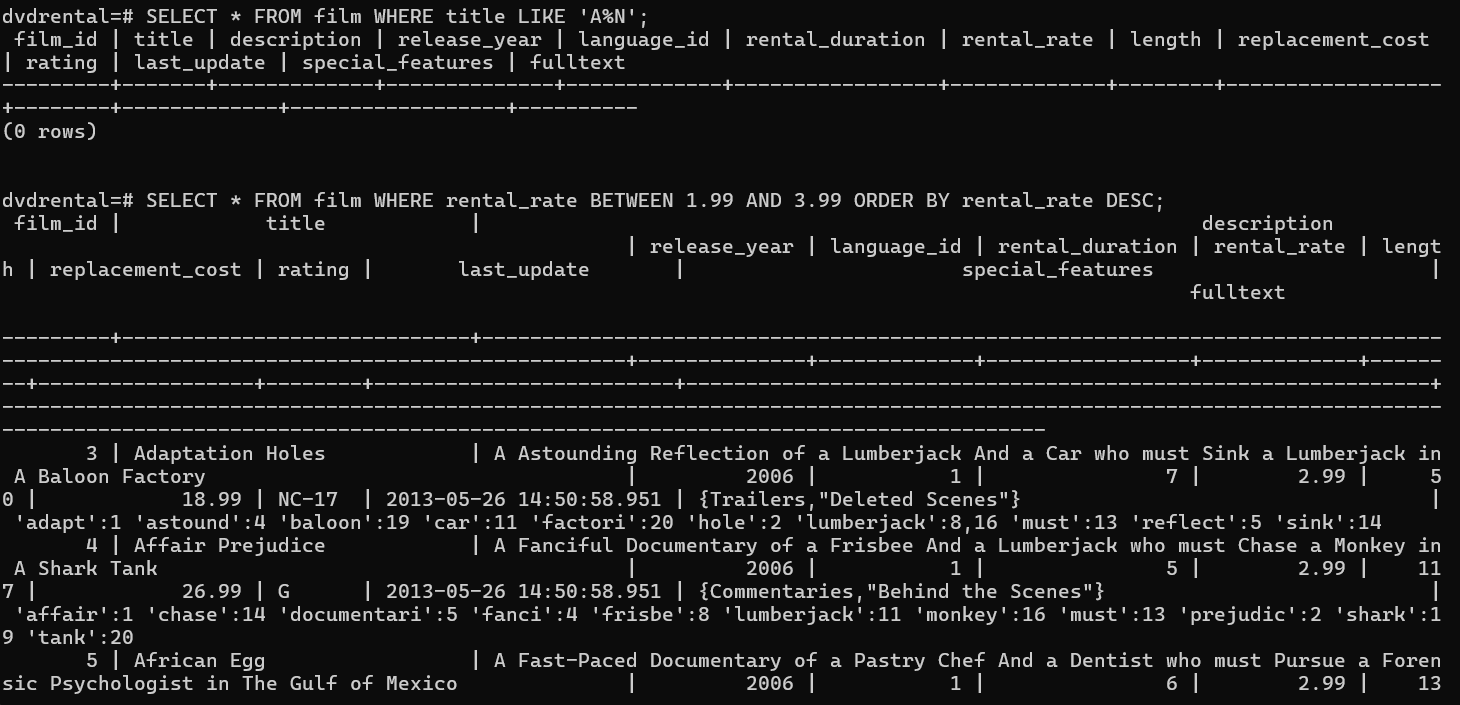 dvdrental=# SELECT * FROM film WHERE title LIKE 'A%N';
 film_id | title | description | release_year | language_id | rental_duration | rental_rate | length | replacement_cost
| rating | last_update | special_features | fulltext
---------+-------+-------------+--------------+-------------+-----------------+-------------+--------+------------------
+--------+-------------+------------------+----------
(0 rows)
dvdrental=# SELECT * FROM film WHERE rental_rate BETWEEN 1.99 AND 3.99 ORDER BY rental_rate DESC;
 film_id |            title            |                                                            description
                                                    | release_year | language_id | rental_duration | rental_rate | lengt
h | replacement_cost | rating |       last_update       |                       special_features                       |
                                                                                                   fulltext
---------+-----------------------------+--------------------------------------------------------------------------------
----------------------------------------------------+--------------+-------------+-----------------+-------------+------
--+------------------+--------+-------------------------+--------------------------------------------------------------+
------------------------------------------------------------------------------------------------------------------------
---------------------------------------------------------------------------------------
       3 | Adaptation Holes            | A Astounding Reflection of a Lumberjack And a Car who must Sink a Lumberjack in
 A Baloon Factory                                   |         2006 |           1 |               7 |        2.99 |     5
0 |            18.99 | NC-17  | 2013-05-26 14:50:58.951 | {Trailers,"Deleted Scenes"}                                  |
 'adapt':1 'astound':4 'baloon':19 'car':11 'factori':20 'hole':2 'lumberjack':8,16 'must':13 'reflect':5 'sink':14
       4 | Affair Prejudice            | A Fanciful Documentary of a Frisbee And a Lumberjack who must Chase a Monkey in
 A Shark Tank                                       |         2006 |           1 |               5 |        2.99 |    11
7 |            26.99 | G      | 2013-05-26 14:50:58.951 | {Commentaries,"Behind the Scenes"}                           |
 'affair':1 'chase':14 'documentari':5 'fanci':4 'frisbe':8 'lumberjack':11 'monkey':16 'must':13 'prejudic':2 'shark':1
9 'tank':20
       5 | African Egg                 | A Fast-Paced Documentary of a Pastry Chef And a Dentist who must Pursue a Foren
sic Psychologist in The Gulf of Mexico              |         2006 |           1 |               6 |        2.99 |    13